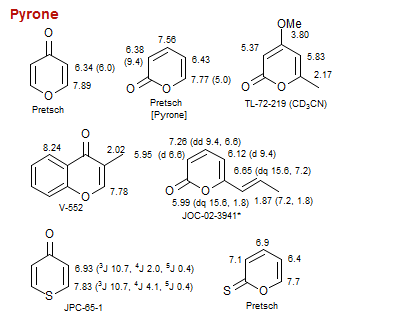 Pyrone
O
6.34 (6.0)
7.89
O
Pretsch
7.56
6.38
(9.4)
6.43
7.77 (5.0)
O
O
Pretsch
[Pyrone]
OMe
3.80
5.37
5.83
2.17
O
O
TL-72-219 (CD₃CN)
O
8.24
2.02
7.78
O
V-552
7.26 (dd 9.4, 6.6)
5.95 (d 6.6)
6.12 (d 9.4)
6.65 (dq 15.6, 7.2)
O
O
5.99 (dq 15.6, 1.8)
1.87 (7.2, 1.8)
JOC-02-3941*
O
6.93 (³J 10.7, ⁴J 2.0, ⁵J 0.4)
7.83 (³J 10.7, ⁴J 4.1, ⁵J 0.4)
S
JPC-65-1
6.9
7.1
6.4
7.7
S
O
Pretsch